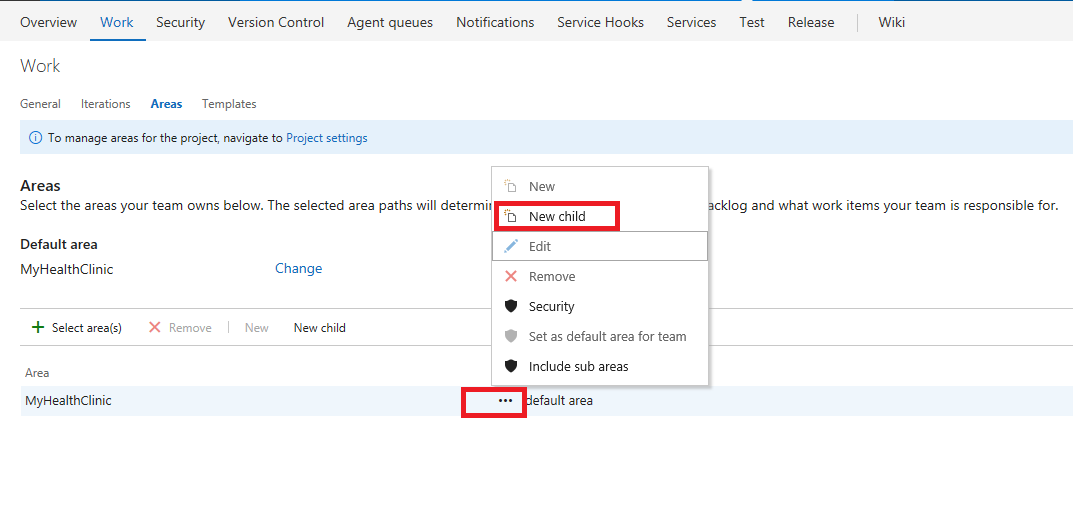 Overview Work Security Version Control Agent queues Notifications Service Hooks Services Test Release Wiki
Work
General Iterations Areas Templates
To manage areas for the project, navigate to Project settings
Areas
Select the areas your team owns below. The selected area paths will determin acklog and what work items your team is responsible for.
Default area
MyHealthClinic Change
Select area(s) Remove New New child
Area
MyHealthClinic ••• default area
New
New child
Edit
Remove
Security
Set as default area for team
Include sub areas